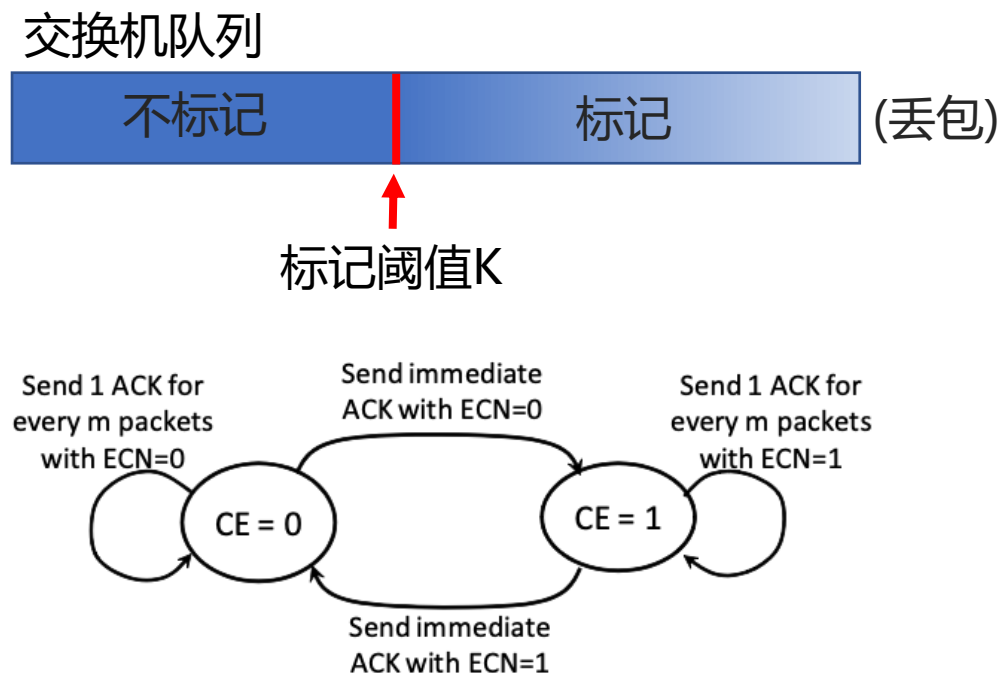 交换机队列
不标记
标记
(丢包)
标记阈值K
Send 1 ACK for
every m packets
with ECN=0
Send immediate
ACK with ECN=0
Send 1 ACK for
every m packets
with ECN=1
CE = 0
CE = 1
Send immediate
ACK with ECN=1